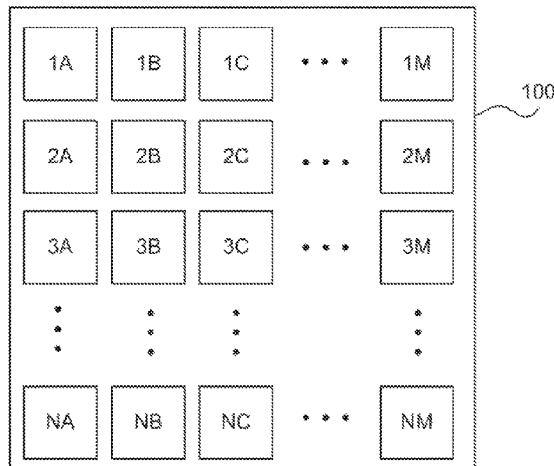 1A 1B 1C • • • 1M
100
2A 2B 2C • • • 2M
3A 3B 3C • • • 3M
NA NB NC • • • NM